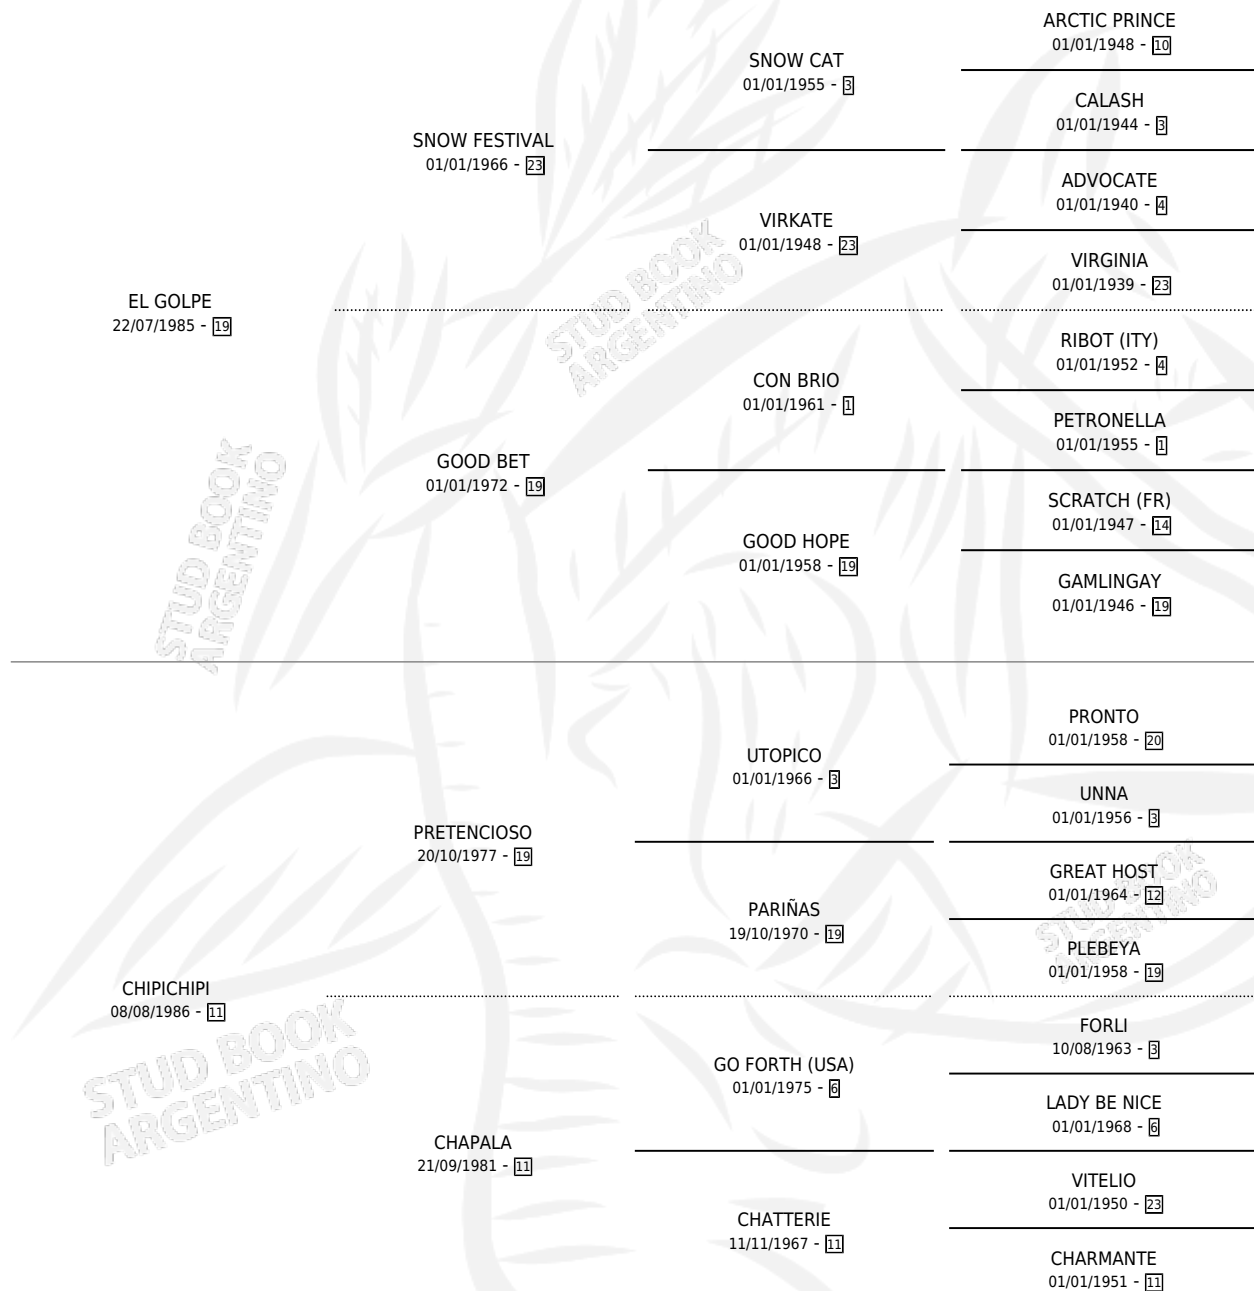 ARCTIC PRINCE
01/01/1948 - 10
SNOW CAT
01/01/1955 - 3
CALASH
01/01/1944 - 3
SNOW FESTIVAL
01/01/1966 - 23
ADVOCATE
01/01/1940 - 4
VIRKATE
01/01/1948 - 23
VIRGINIA
01/01/1939 - 23
EL GOLPE
22/07/1985 - 19
RIBOT (ITY)
01/01/1952 - 4
CON BRIO
01/01/1961 - 1
PETRONELLA
01/01/1955 - 1
GOOD BET
01/01/1972 - 19
SCRATCH (FR)
01/01/1947 - 14
GOOD HOPE
01/01/1958 - 19
GAMLINGAY
01/01/1946 - 19
PRONTO
01/01/1958 - 20
UTOPICO
01/01/1966 - 3
UNNA
01/01/1956 - 3
PRETENCIOSO
20/10/1977 - 19
GREAT HOST
01/01/1964 - 12
PARIÑAS
19/10/1970 - 19
PLEBEYA
01/01/1958 - 19
CHIPICHIPI
08/08/1986 - 11
FORLI
10/08/1963 - 3
GO FORTH (USA)
01/01/1975 - 6
LADY BE NICE
01/01/1968 - 6
CHAPALA
21/09/1981 - 11
VITELIO
01/01/1950 - 23
CHATTERIE
11/11/1967 - 11
CHARMANTE
01/01/1951 - 11
STUD BOOK
ARGENTINO
STUD BOOK
ARGENTINO
STUD BOOK
ARGENTINO
STUD BOOK
ARGENTINO